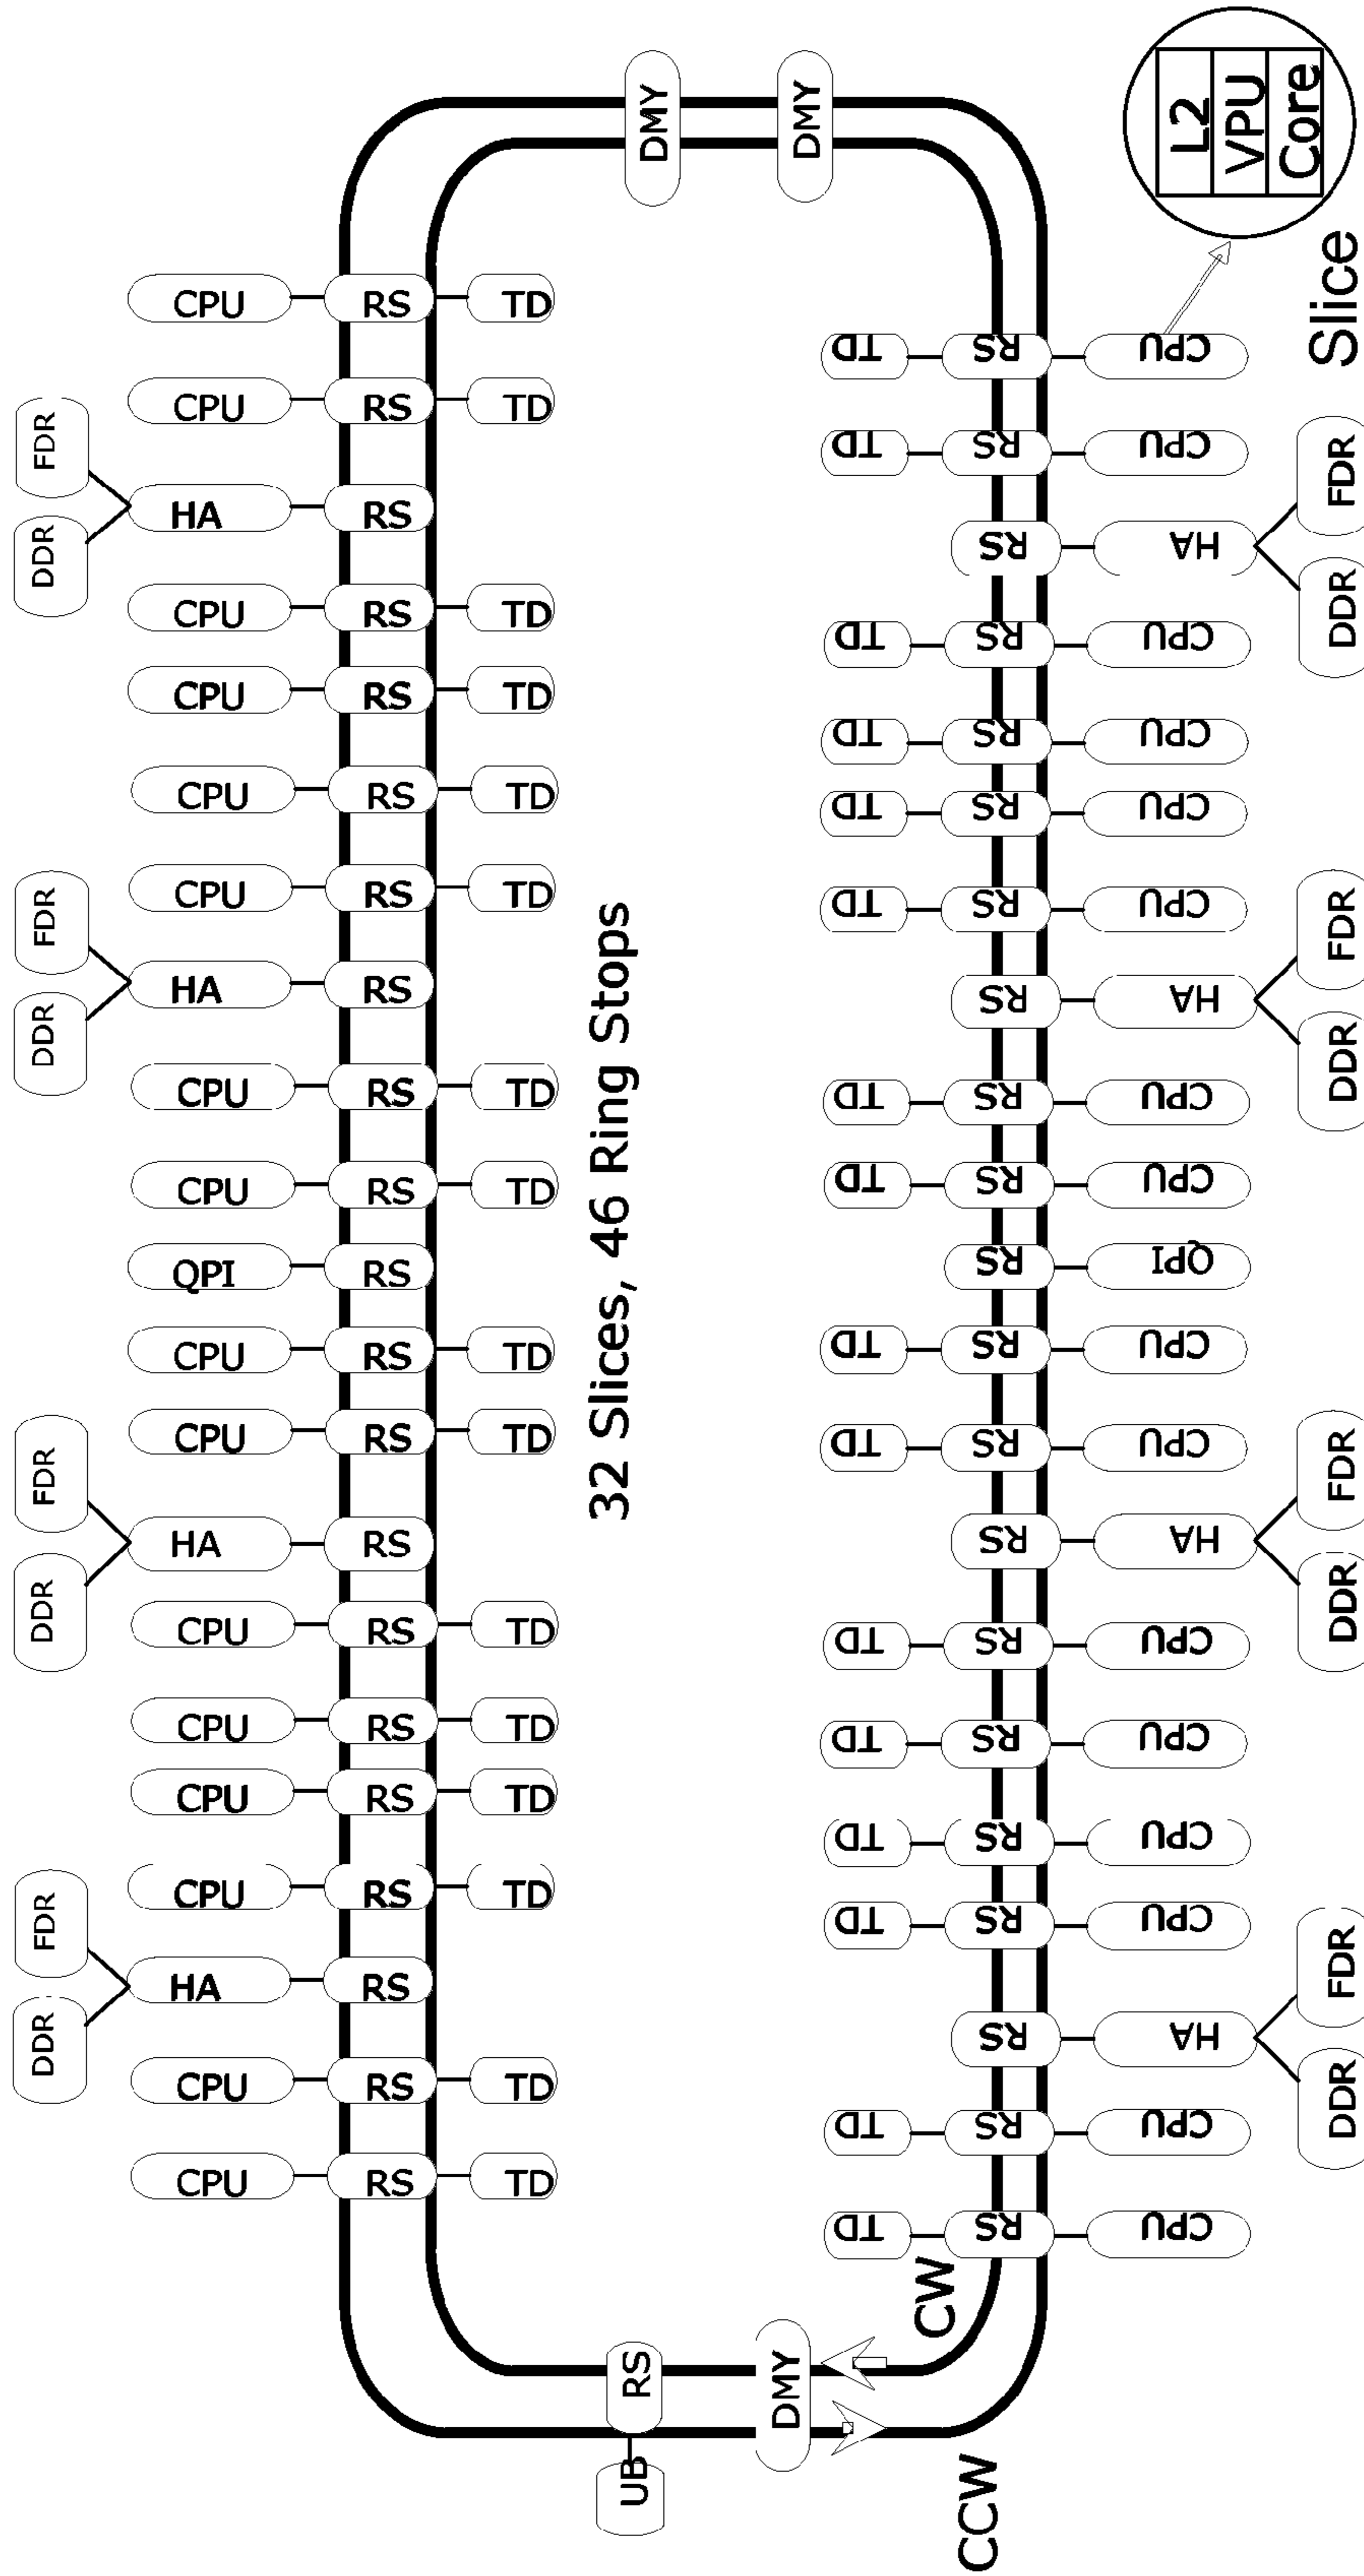 DMY
DMY
L2
VPU
Core
Slice
CPU RS TD
CPU RS TD
FDR
DDR
HA RS
CPU RS TD
CPU RS TD
CPU RS TD
CPU RS TD
FDR
DDR
HA RS
CPU RS TD
CPU RS TD
QPI RS
CPU RS TD
CPU RS TD
FDR
DDR
HA RS
CPU RS TD
CPU RS TD
CPU RS TD
CPU RS TD
FDR
DDR
HA RS
CPU RS TD
CPU RS TD
32 Slices, 46 Ring Stops
TD RS CPU
TD RS CPU
RS HA
FDR
DDR
TD RS CPU
TD RS CPU
TD RS CPU
TD RS CPU
RS HA
FDR
DDR
TD RS CPU
TD RS CPU
RS QPI
TD RS CPU
TD RS CPU
RS HA
FDR
DDR
TD RS CPU
TD RS CPU
TD RS CPU
TD RS CPU
RS HA
FDR
DDR
TD RS CPU
TD RS CPU
CW
RS
UB
DMY
CCW